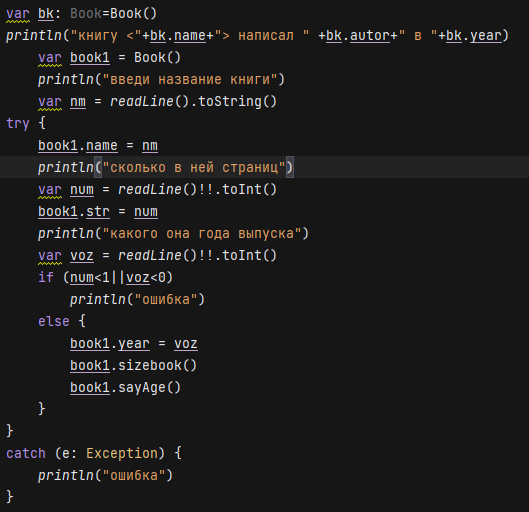 var bk: Book=Book()
println("книгу <"+bk.name+"> написал " +bk.autor+" в "+bk.year)
    var book1 = Book()
    println("введи название книги")
    var nm = readLine().toString()
try {
    book1.name = nm
    println("сколько в ней страниц")
    var num = readLine()!!.toInt()
    book1.str = num
    println("какого она года выпуска")
    var voz = readLine()!!.toInt()
    if (num<1||voz<0)
        println("ошибка")
    else {
        book1.year = voz
        book1.sizebook()
        book1.sayAge()
    }
}
catch (e: Exception) {
    println("ошибка")
}